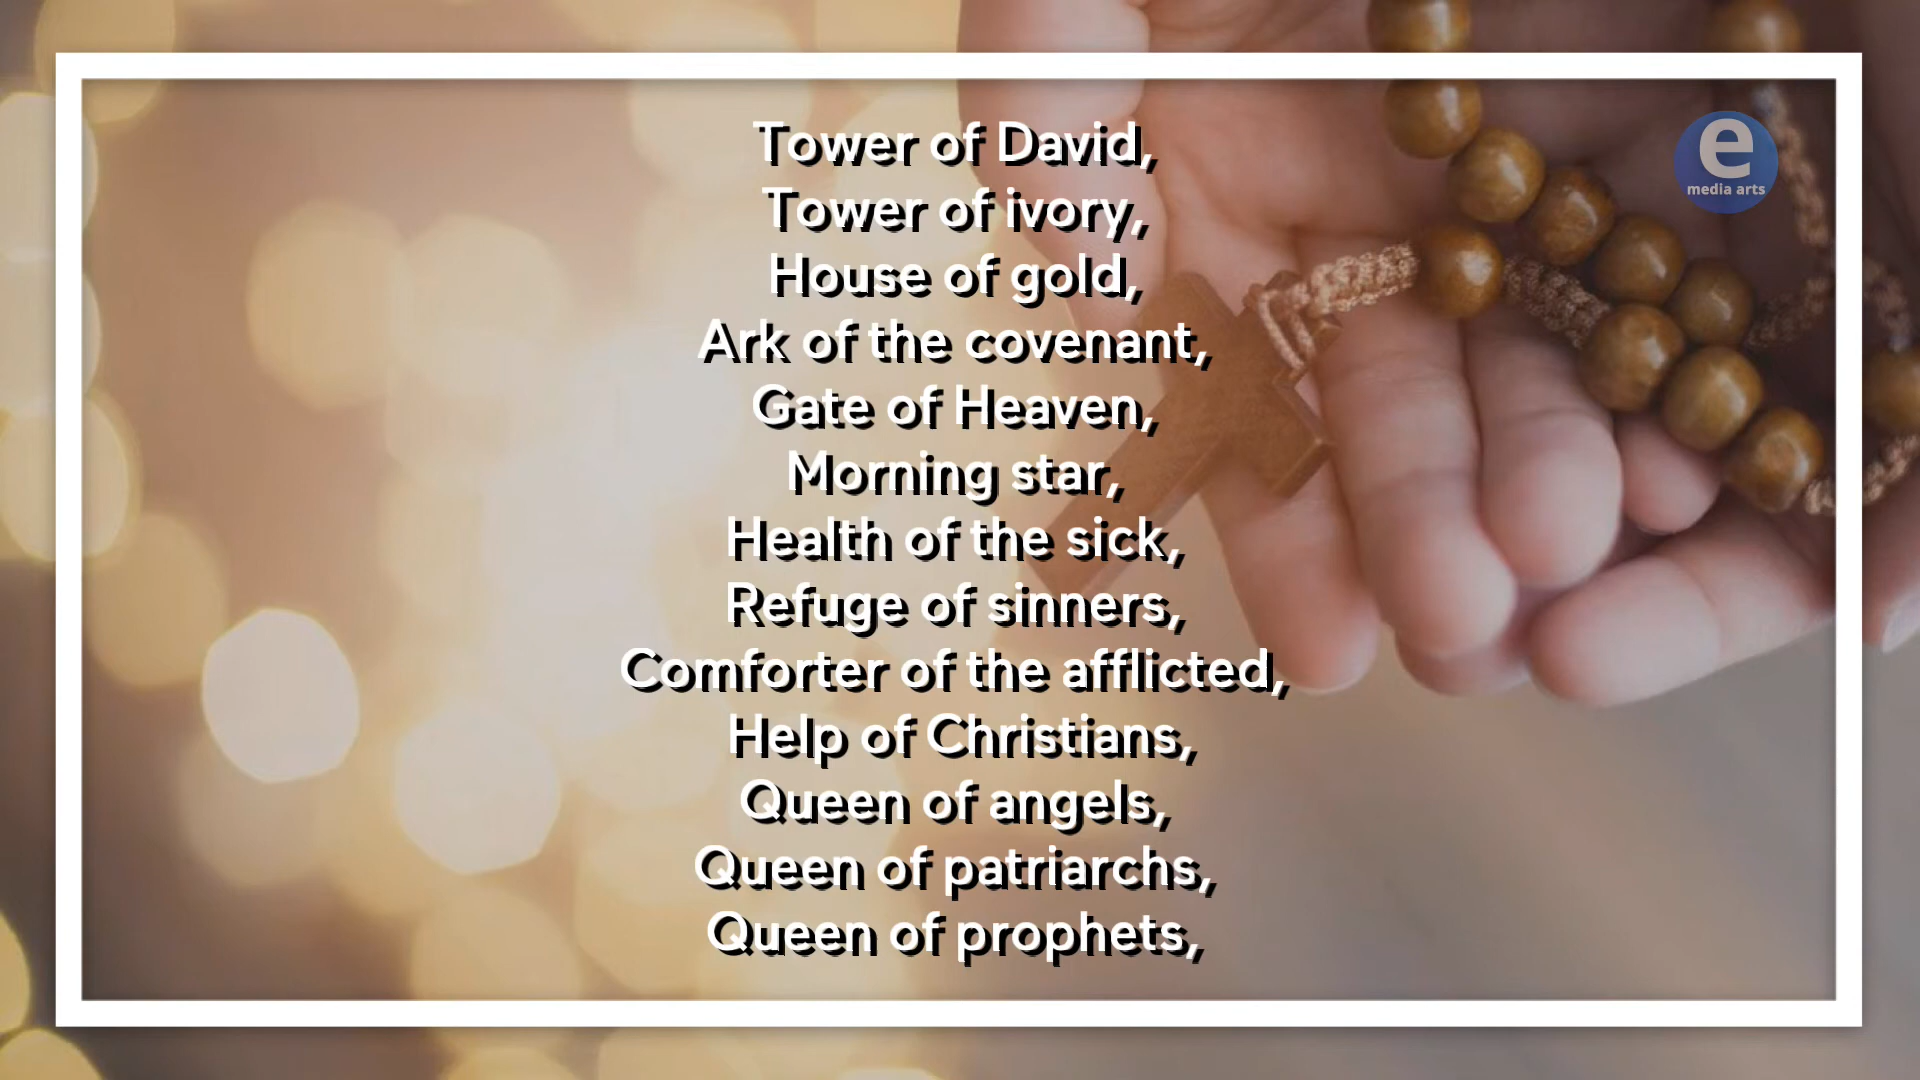 Tower of David,
Tower of ivory,
House of gold,
Ark of the covenant,
Gate of Heaven,
Morning star,
Health of the sick,
Refuge of sinners,
Comforter of the afflicted,
Help of Christians,
Queen of angels,
Queen of patriarchs,
Queen of prophets,
e
media arts